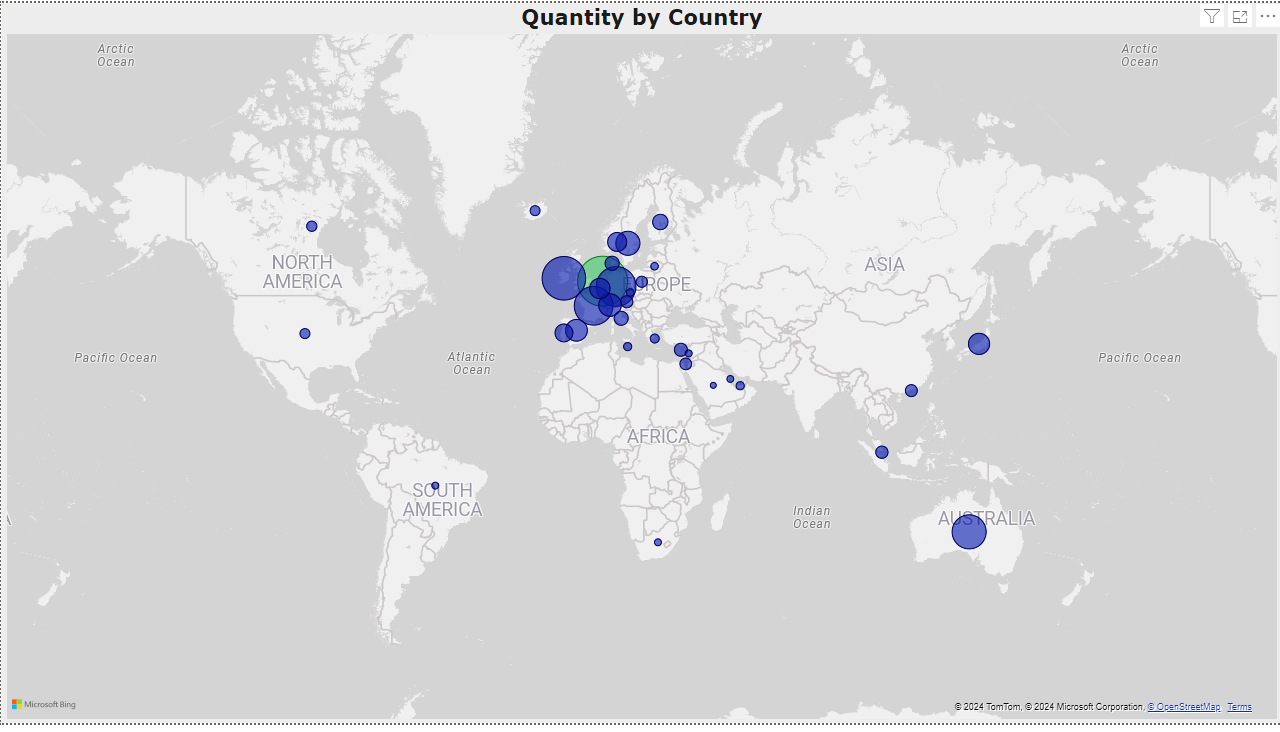 Quantity by Country
Arctic
Ocean
Arctic
Ocean
NORTH
AMERICA
ASIA
EUROPE
Pacific Ocean
Atlantic
Ocean
Pacific Ocean
AFRICA
SOUTH
AMERICA
Indian
Ocean
AUSTRALIA
A
Microsoft Bing
© 2024 TomTom, © 2024 Microsoft Corporation, © OpenStreetMap Terms